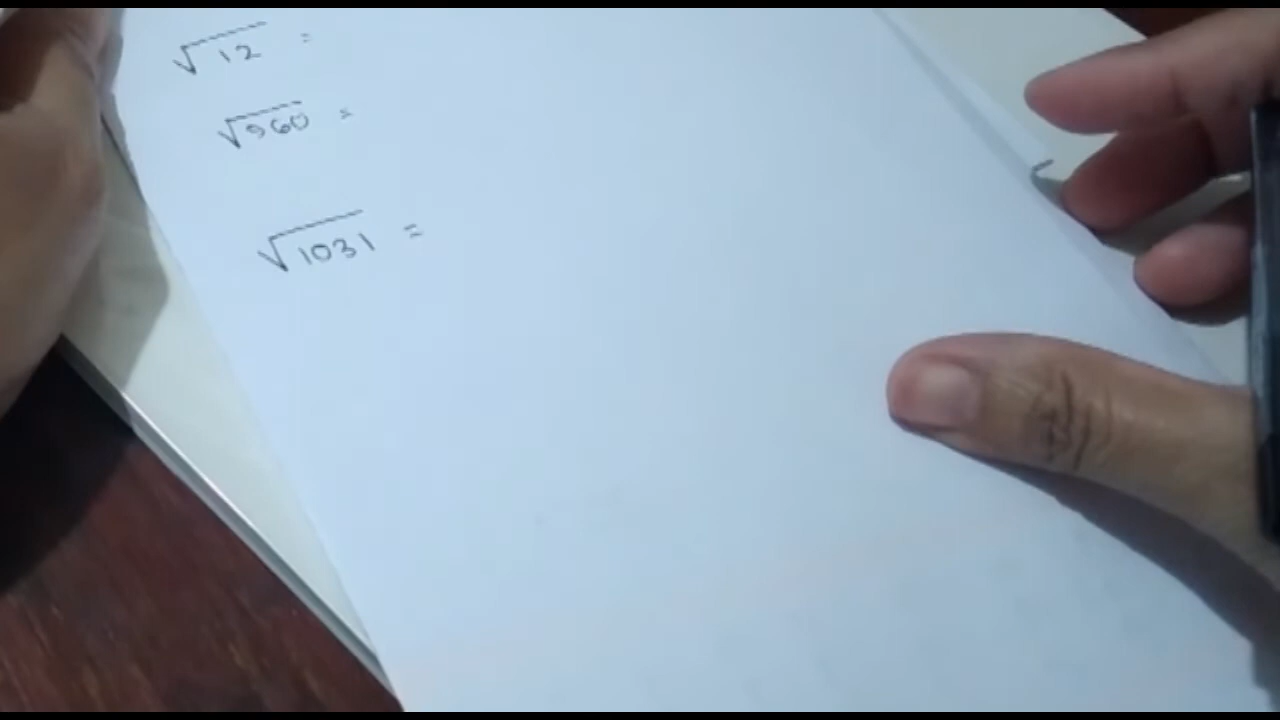 √12 =
√960 =
√1031 =